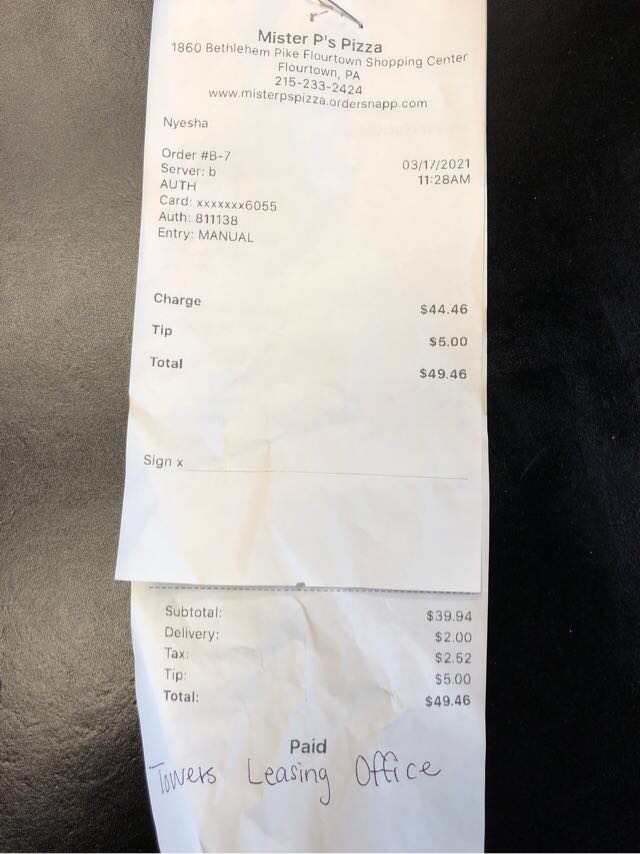 Mister P's Pizza
1860 Bethlehem Pike Flourtown Shopping Center
Flourtown, PA
215-233-2424
www.misterpspizza.ordersnapp.com
Nyesha
Order #B-7 03/17/2021
Server: b 11:28AM
AUTH
Card: xxxxxxx6055
Auth: 811138
Entry: MANUAL
Charge $44.46
Tip $5.00
Total $49.46
Sign x
Subtotal: $39.94
Delivery: $2.00
Tax: $2.52
Tip: $5.00
Total: $49.46
Paid
Towers Leasing Office